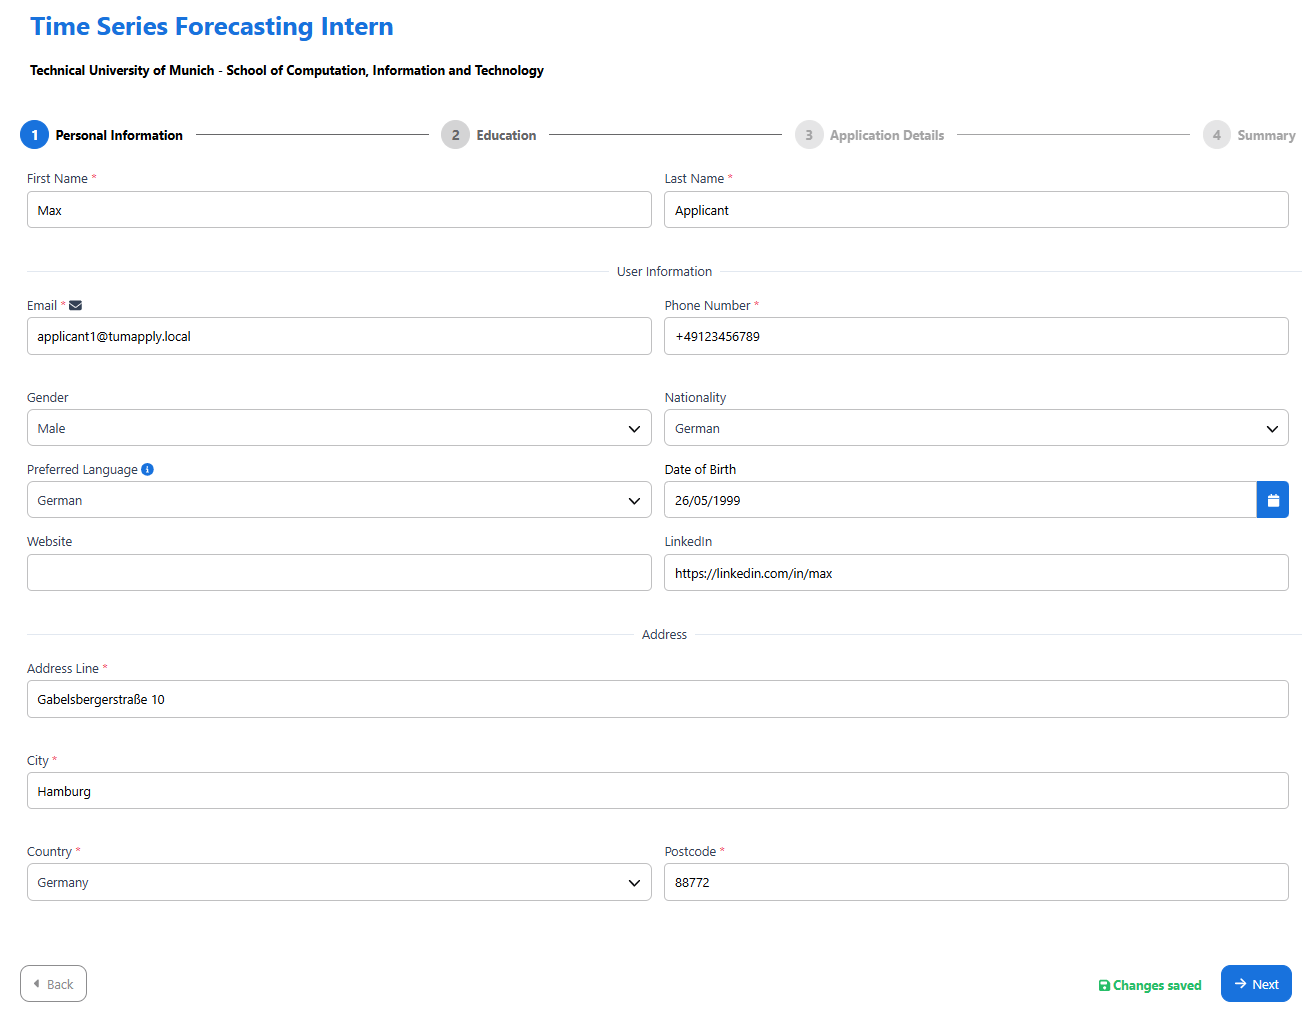 Time Series Forecasting Intern
Technical University of Munich - School of Computation, Information and Technology
1 Personal Information 2 Education 3 Application Details 4 Summary
First Name * Last Name *
Max Applicant
User Information
Email * Phone Number *
applicant1@tumapply.local +49123456789
Gender Nationality
Male German
Preferred Language Date of Birth
German 26/05/1999
Website LinkedIn
https://linkedin.com/in/max
Address
Address Line *
Gabelsbergerstraße 10
City *
Hamburg
Country * Postcode *
Germany 88772
Back Changes saved Next